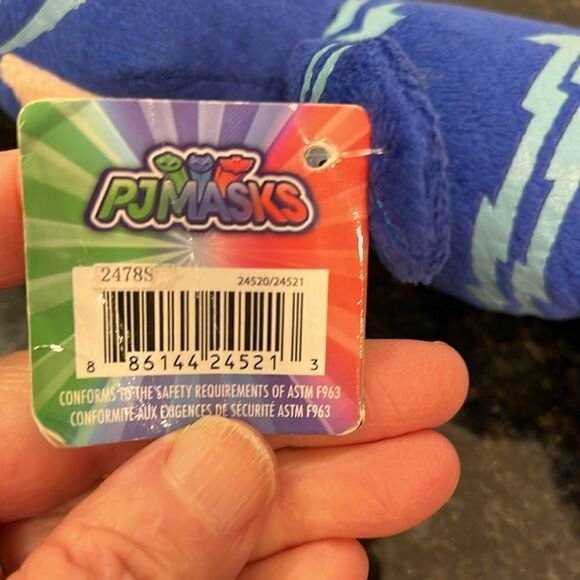 PJMASKS
2478S 24520/24521
8 86144 24521 3
CONFORMS TO THE SAFETY REQUIREMENTS OF ASTM F963
CONFORMITÉ AUX EXIGENCES DE SÉCURITÉ ASTM F963